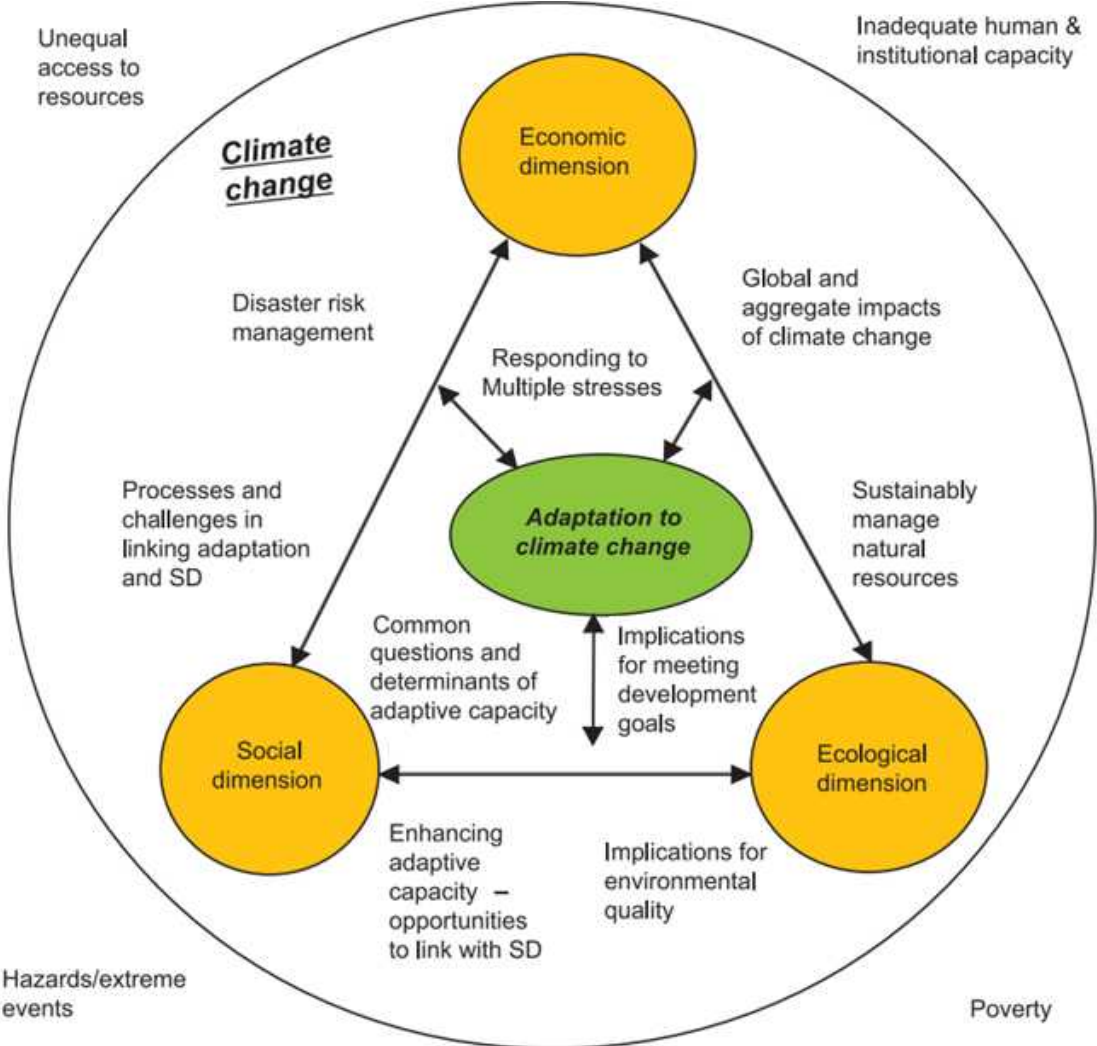 Unequal
access to
resources
Inadequate human &
institutional capacity
Climate
change
Economic
dimension
Disaster risk
management
Global and
aggregate impacts
of climate change
Responding to
Multiple stresses
Processes and
challenges in
linking adaptation
and SD
Adaptation to
climate change
Sustainably
manage
natural
resources
Common
questions and
determinants of
adaptive capacity
Implications
for meeting
development
goals
Social
dimension
Ecological
dimension
Enhancing
adaptive
capacity –
opportunities
to link with SD
Implications for
environmental
quality
Hazards/extreme
events
Poverty